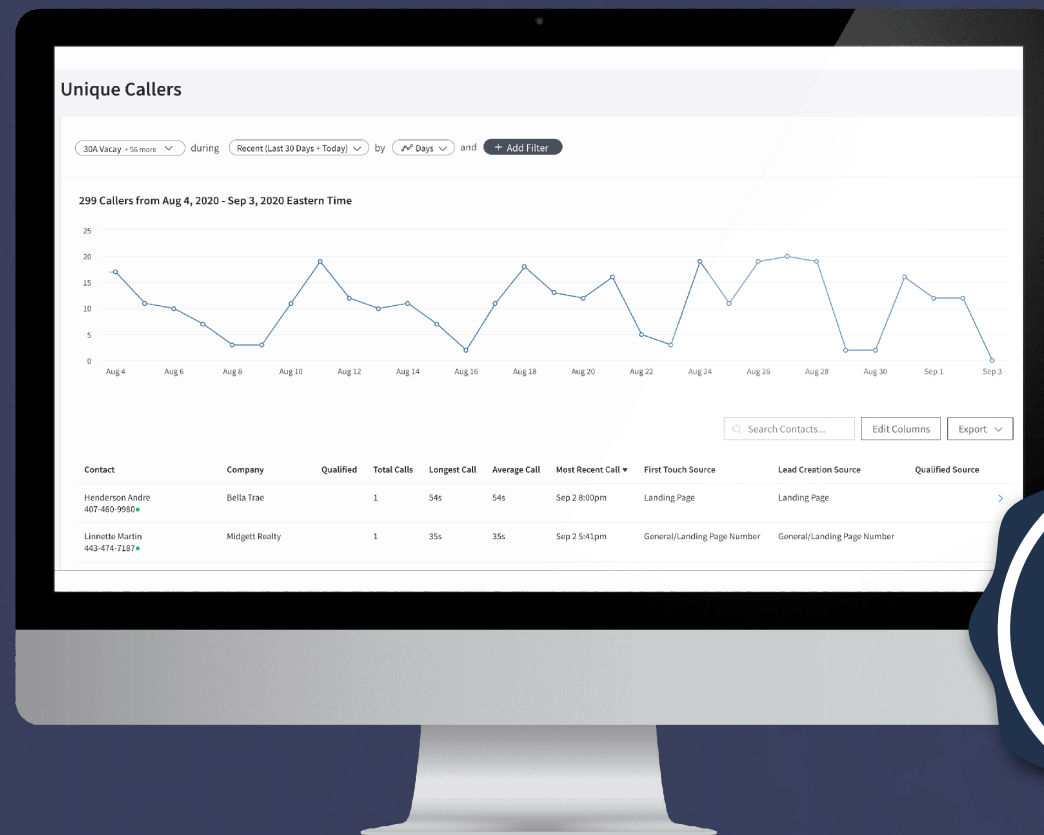 Unique Callers
30A Vacay + 56 more during Recent (Last 30 Days + Today) by Days and + Add Filter
299 Callers from Aug 4, 2020 - Sep 3, 2020 Eastern Time
25
20
15
10
5
0
Aug 4 Aug 6 Aug 8 Aug 10 Aug 12 Aug 14 Aug 16 Aug 18 Aug 20 Aug 22 Aug 24 Aug 26 Aug 28 Aug 30 Sep 1 Sep 3
Search Contacts... Edit Columns Export
Contact Company Qualified Total Calls Longest Call Average Call Most Recent Call First Touch Source Lead Creation Source Qualified Source
Henderson Andre Bella Trae 1 54s 54s Sep 2 8:00pm Landing Page Landing Page
407-460-9980
Linnette Martin Midgett Realty 1 35s 35s Sep 2 5:41pm General/Landing Page Number General/Landing Page Number
443-474-7187